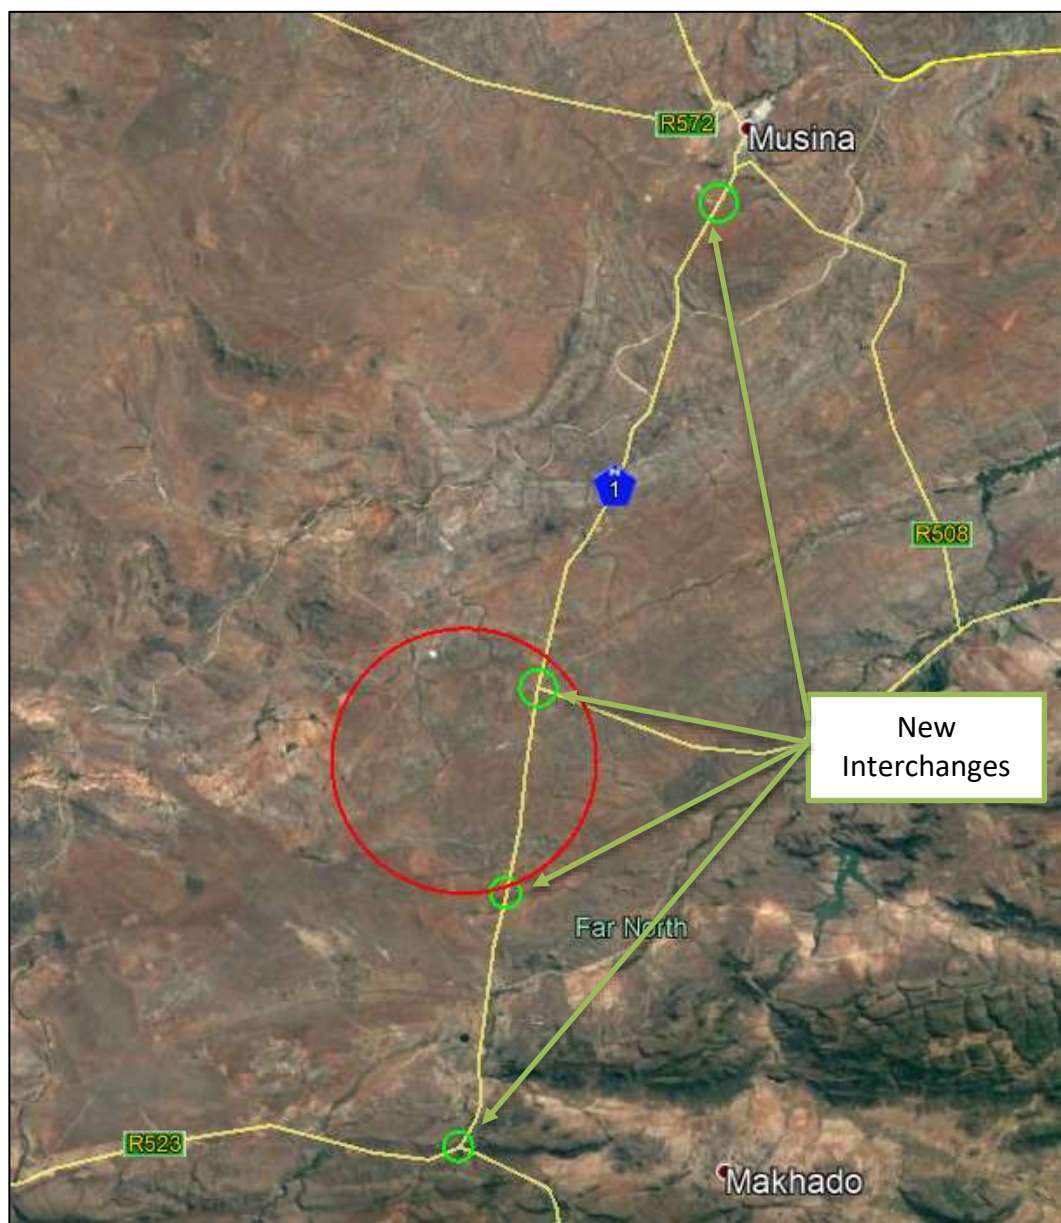 R572
Musina
N
1
R508
New
Interchanges
Far North
R523
Makhado